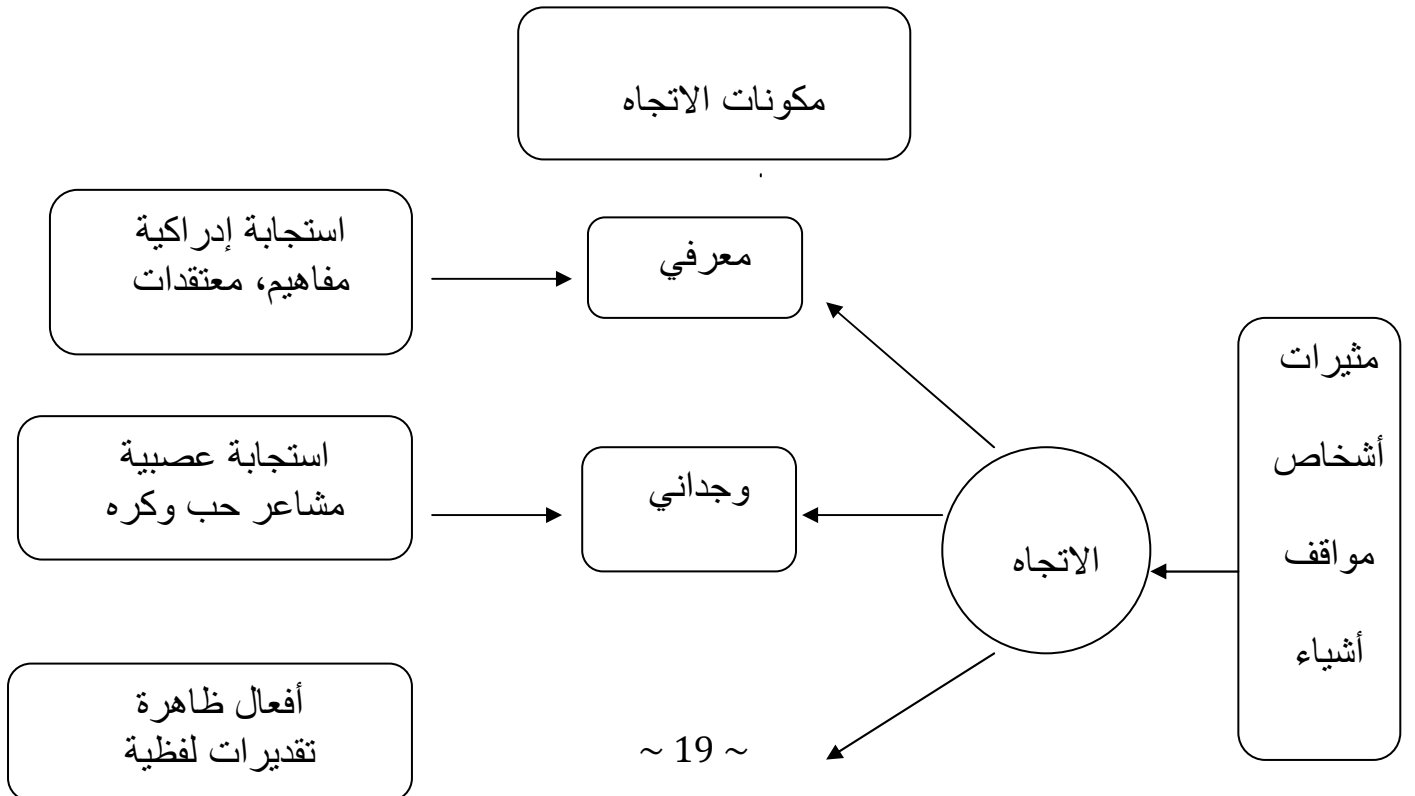 مكونات الاتجاه
مثيرات
أشخاص
مواقف
أشياء
الاتجاه
معرفي
استجابة إدراكية
مفاهيم، معتقدات
وجداني
استجابة عصبية
مشاعر حب وكره
أفعال ظاهرة
تقديرات لفظية
~ 19 ~